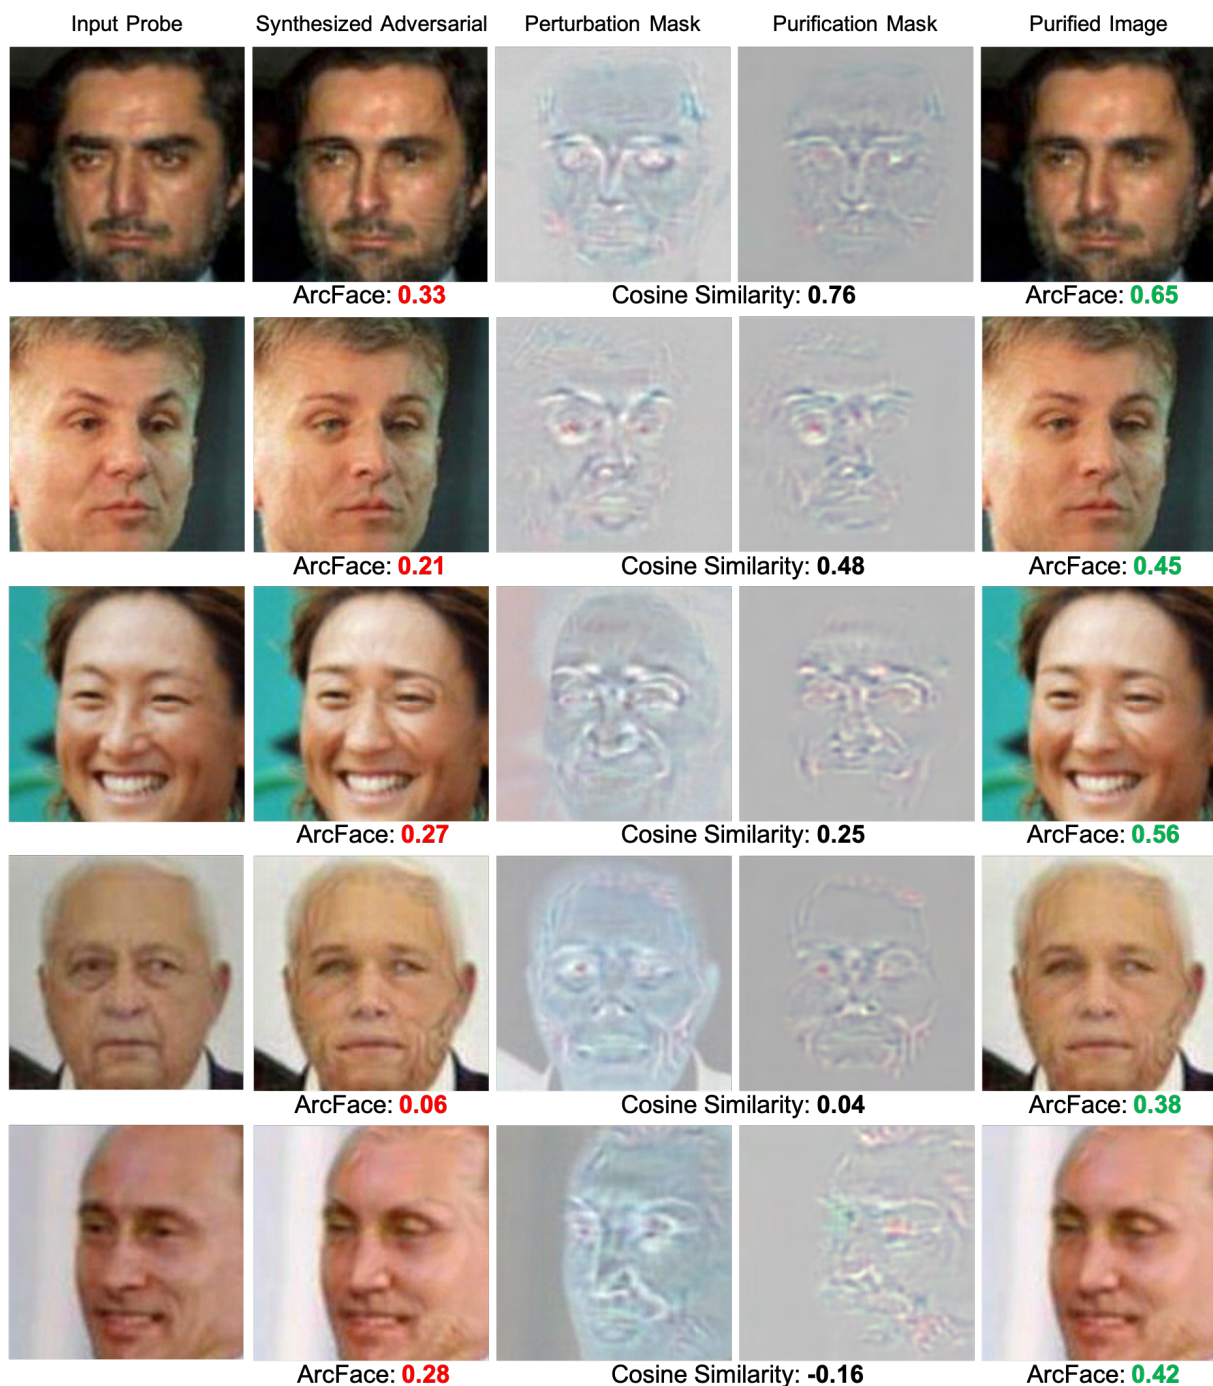 Input Probe Synthesized Adversarial Perturbation Mask Purification Mask Purified Image
ArcFace: 0.33 Cosine Similarity: 0.76 ArcFace: 0.65
ArcFace: 0.21 Cosine Similarity: 0.48 ArcFace: 0.45
ArcFace: 0.27 Cosine Similarity: 0.25 ArcFace: 0.56
ArcFace: 0.06 Cosine Similarity: 0.04 ArcFace: 0.38
ArcFace: 0.28 Cosine Similarity: -0.16 ArcFace: 0.42